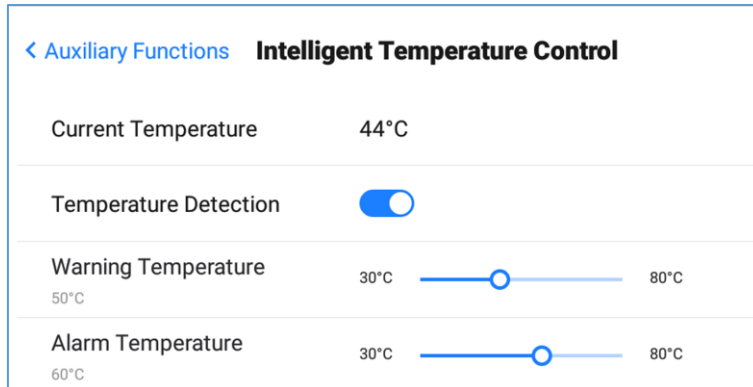 Auxiliary Functions Intelligent Temperature Control
Current Temperature 44°C
Temperature Detection
Warning Temperature 30°C 80°C
50°C
Alarm Temperature 30°C 80°C
60°C